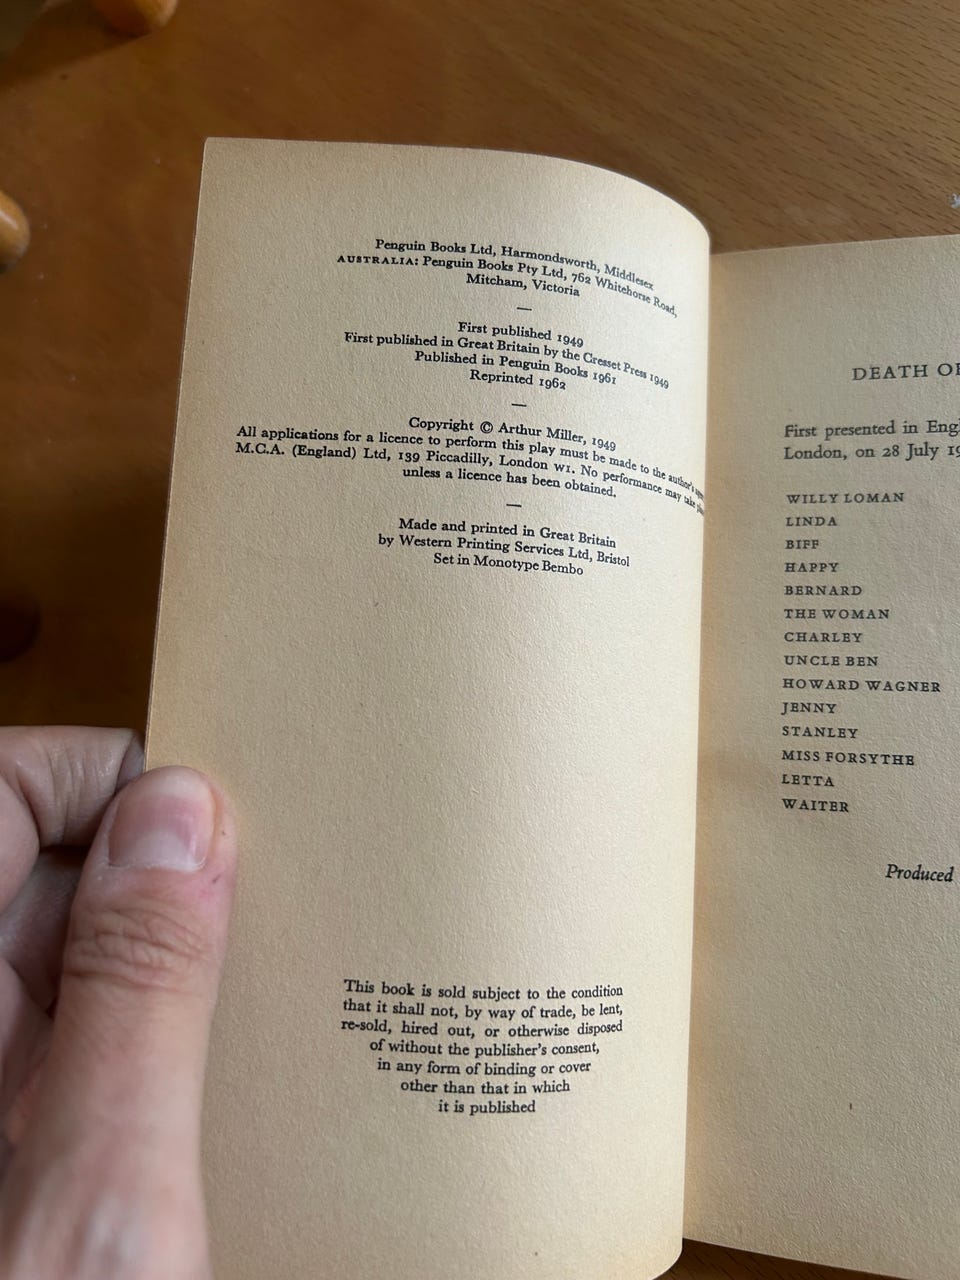 Penguin Books Ltd, Harmondsworth, Middlesex
AUSTRALIA: Penguin Books Pty Ltd, 762 Whitehorse Road,
Mitcham, Victoria
—
First published 1949
First published in Great Britain by the Cresset Press 1949
Published in Penguin Books 1961
Reprinted 1962
—
Copyright © Arthur Miller, 1949
All applications for a licence to perform this play must be made to the author's
M.C.A. (England) Ltd, 139 Piccadilly, London W1. No performance may take
unless a licence has been obtained.
—
Made and printed in Great Britain
by Western Printing Services Ltd, Bristol
Set in Monotype Bembo
This book is sold subject to the condition
that it shall not, by way of trade, be lent,
re-sold, hired out, or otherwise disposed
of without the publisher's consent,
in any form of binding or cover
other than that in which
it is published
DEATH OF
First presented in Engl
London, on 28 July 19
WILLY LOMAN
LINDA
BIFF
HAPPY
BERNARD
THE WOMAN
CHARLEY
UNCLE BEN
HOWARD WAGNER
JENNY
STANLEY
MISS FORSYTHE
LETTA
WAITER
Produced